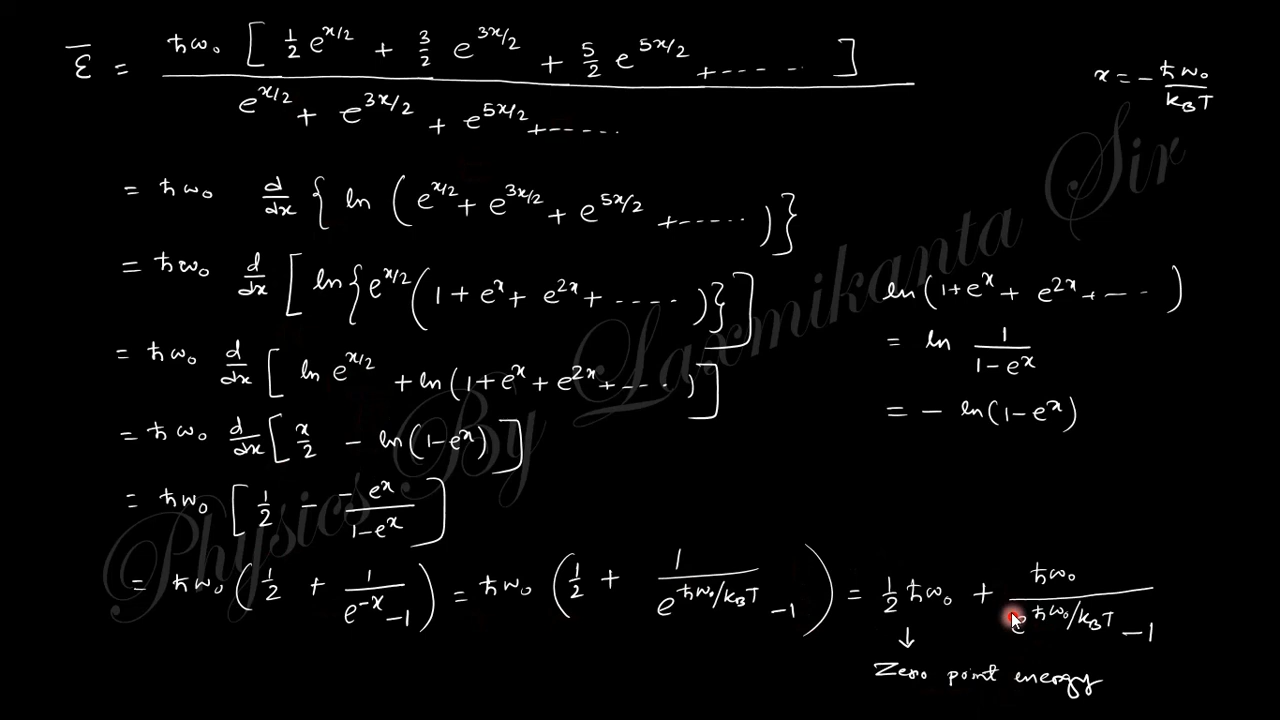 ε̄ = ħω₀ [ 1/2 e^{x/2} + 3/2 e^{3x/2} + 5/2 e^{5x/2} + ..... ] / e^{x/2} + e^{3x/2} + e^{5x/2} + ......
x = - ħω₀ / k_B T
= ħω₀ d/dx { ln ( e^{x/2} + e^{3x/2} + e^{5x/2} + ...... ) }
= ħω₀ d/dx [ ln { e^{x/2} ( 1 + e^x + e^{2x} + ..... ) } ]
= ħω₀ d/dx [ ln e^{x/2} + ln ( 1 + e^x + e^{2x} + .... ) ]
= ħω₀ d/dx [ x/2 - ln ( 1 - e^x ) ]
= ħω₀ [ 1/2 - - e^x / 1 - e^x ]
= ħω₀ ( 1/2 + 1 / e^{-x} - 1 ) = ħω₀ ( 1/2 + 1 / e^{ħω₀/k_B T} - 1 ) = 1/2 ħω₀ + ħω₀ / e^{ħω₀/k_B T} - 1
↓
Zero point energy
ln ( 1 + e^x + e^{2x} + .... )
= ln 1 / 1 - e^x
= - ln ( 1 - e^x )
Physics By Laxmikanta Sir